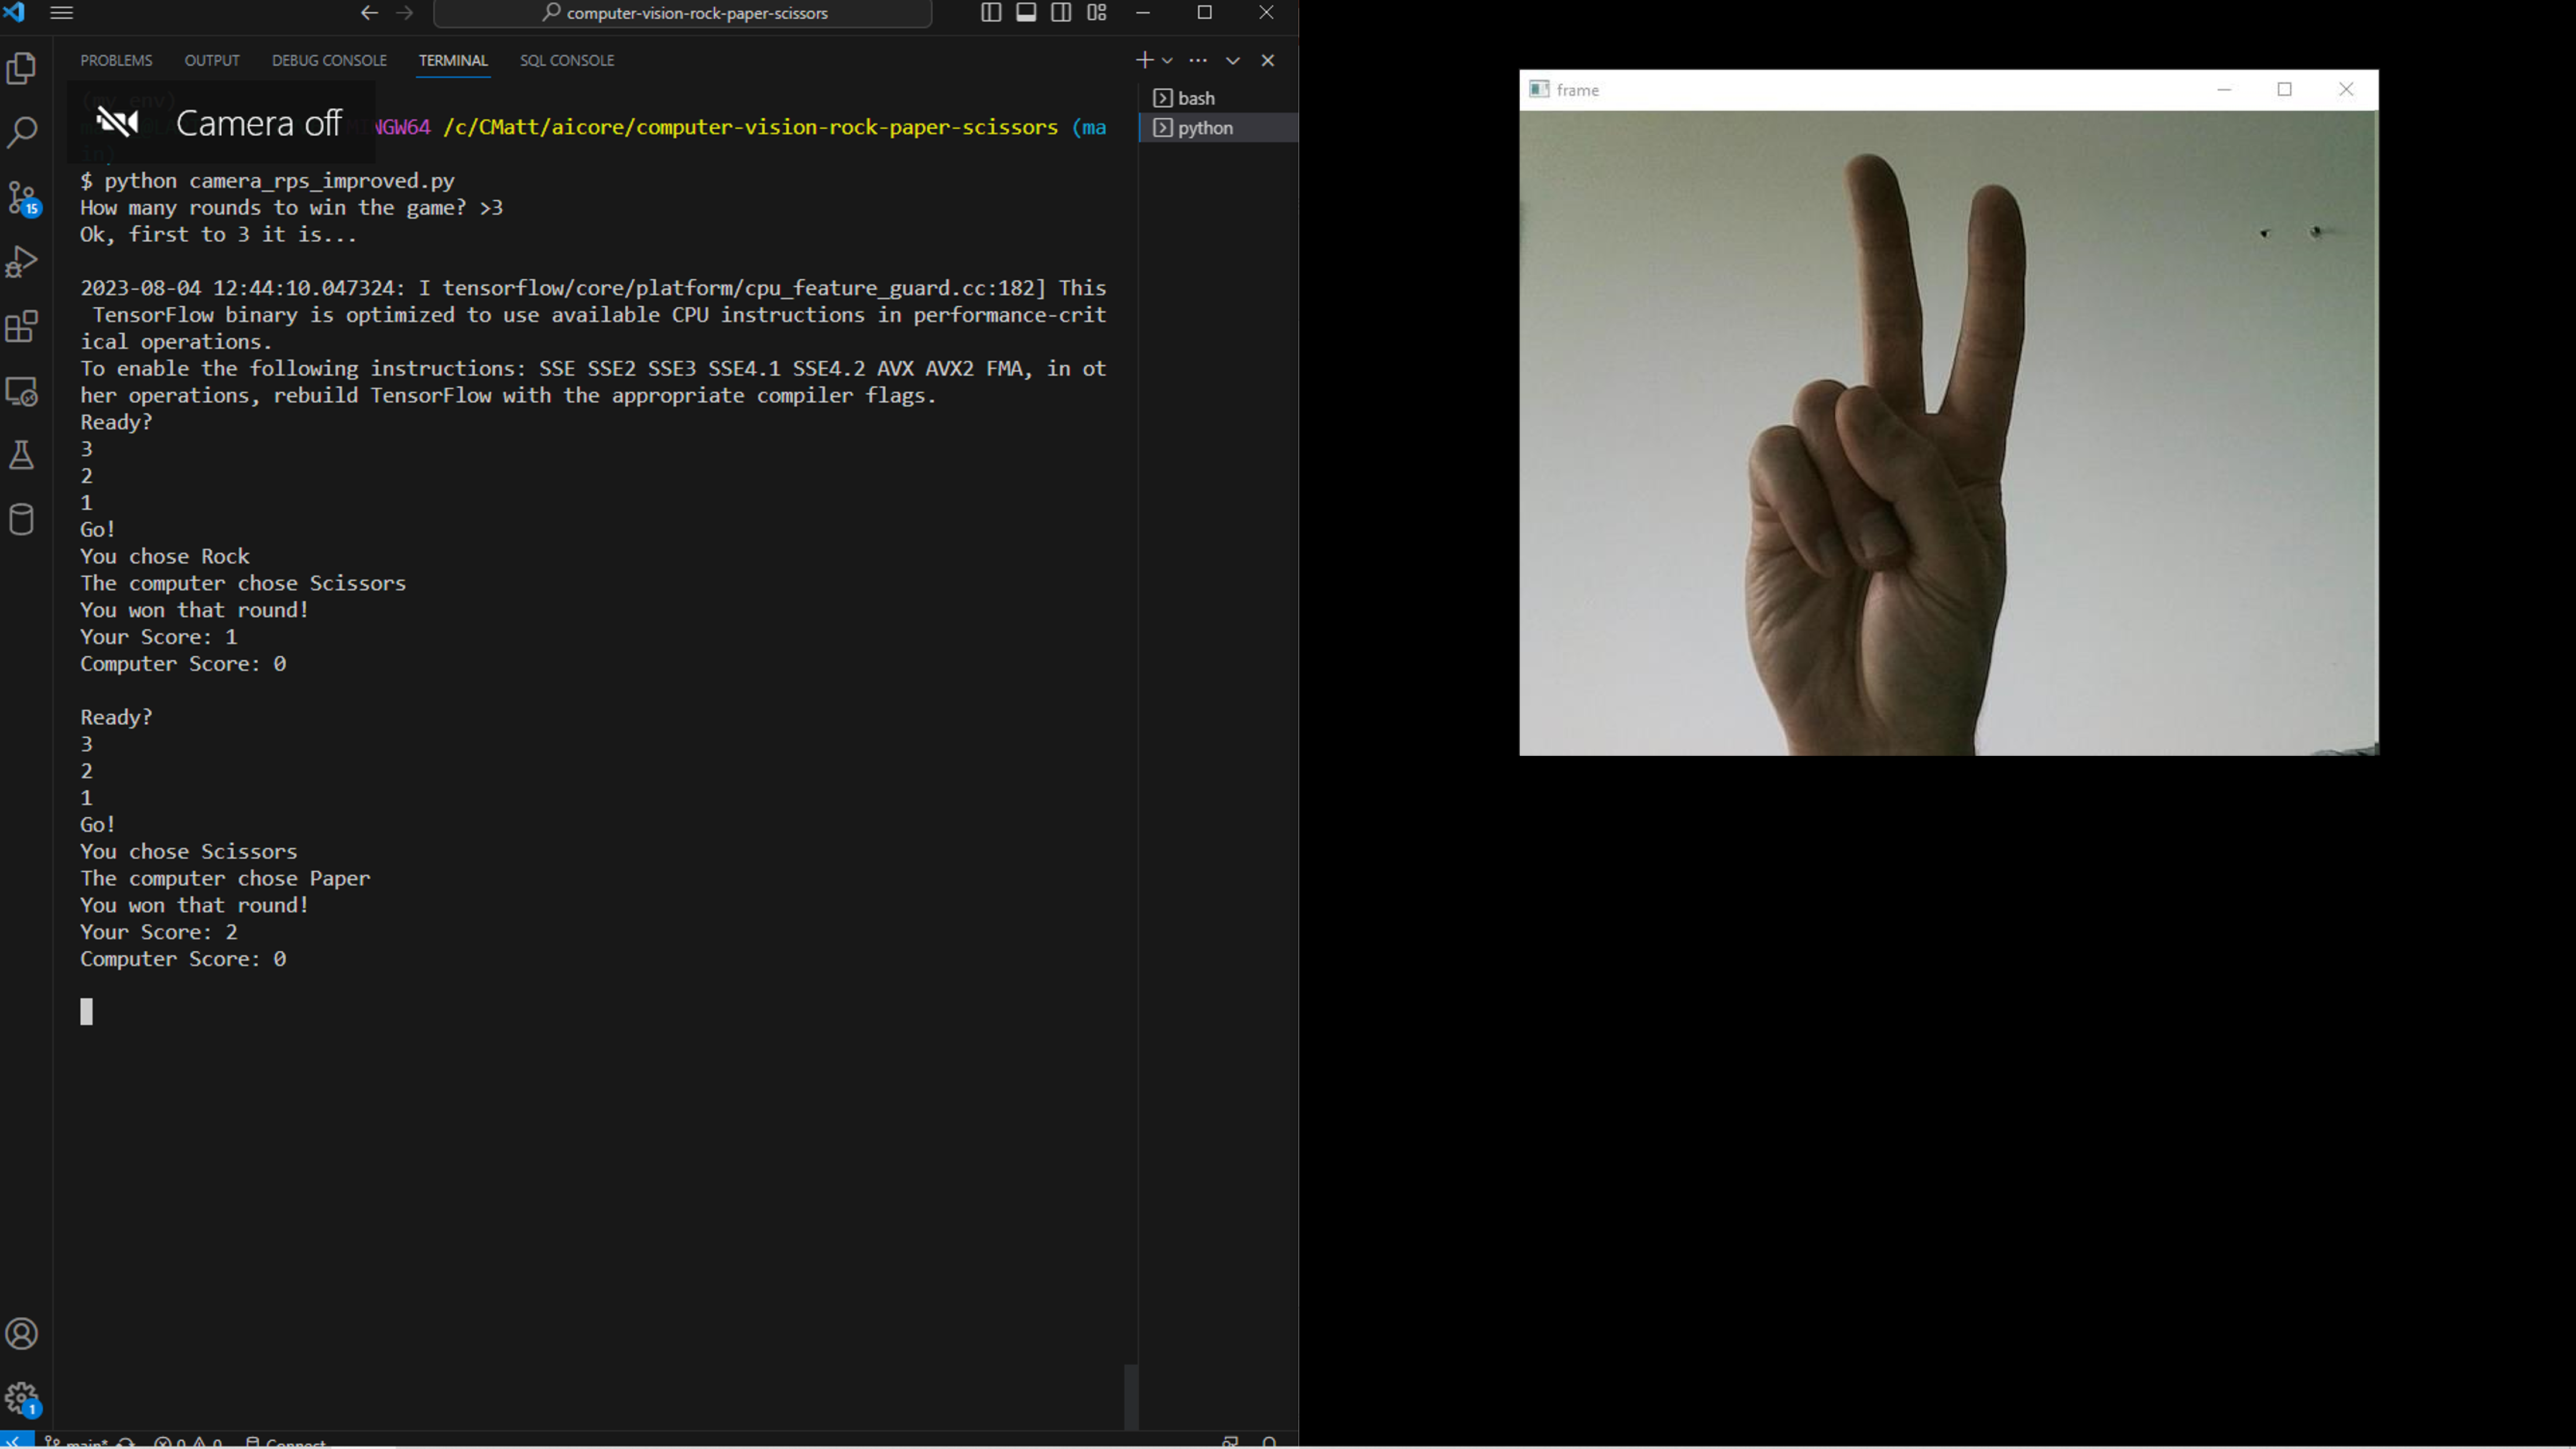 computer-vision-rock-paper-scissors
PROBLEMS OUTPUT DEBUG CONSOLE TERMINAL SQL CONSOLE
(my_env)
Camera off
NGW64 /c/CMatt/aicore/computer-vision-rock-paper-scissors (ma
in)
$ python camera_rps_improved.py
How many rounds to win the game? >3
Ok, first to 3 it is...
2023-08-04 12:44:10.047324: I tensorflow/core/platform/cpu_feature_guard.cc:182] This
TensorFlow binary is optimized to use available CPU instructions in performance-crit
ical operations.
To enable the following instructions: SSE SSE2 SSE3 SSE4.1 SSE4.2 AVX AVX2 FMA, in ot
her operations, rebuild TensorFlow with the appropriate compiler flags.
Ready?
3
2
1
Go!
You chose Rock
The computer chose Scissors
You won that round!
Your Score: 1
Computer Score: 0
Ready?
3
2
1
Go!
You chose Scissors
The computer chose Paper
You won that round!
Your Score: 2
Computer Score: 0
bash
python
15
1
main* 0 0 Connect
frame